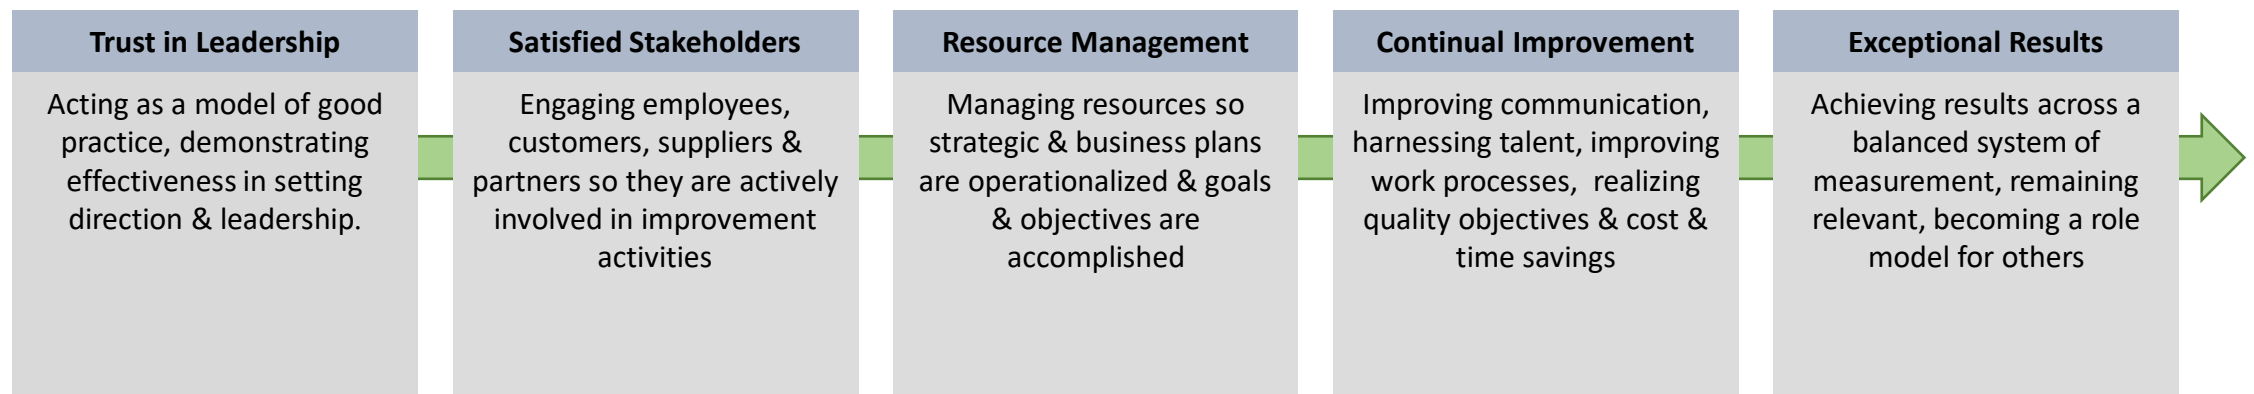 Trust in Leadership
Acting as a model of good
practice, demonstrating
effectiveness in setting
direction & leadership.
Satisfied Stakeholders
Engaging employees,
customers, suppliers &
partners so they are actively
involved in improvement
activities
Resource Management
Managing resources so
strategic & business plans
are operationalized & goals
& objectives are
accomplished
Continual Improvement
Improving communication,
harnessing talent, improving
work processes,  realizing
quality objectives & cost &
time savings
Exceptional Results
Achieving results across a
balanced system of
measurement, remaining
relevant, becoming a role
model for others